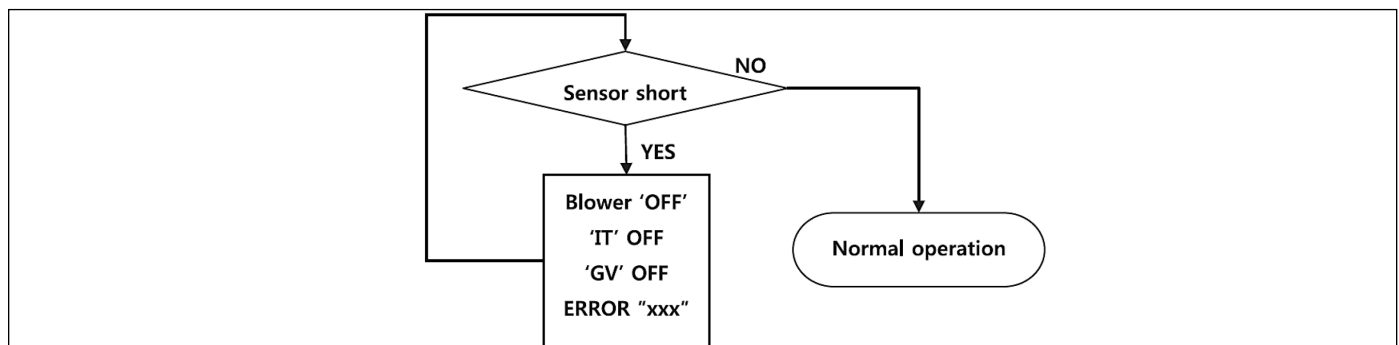 NO
Sensor short
YES
Blower ‘OFF’
‘IT’ OFF
‘GV’ OFF
ERROR "xxx"
Normal operation